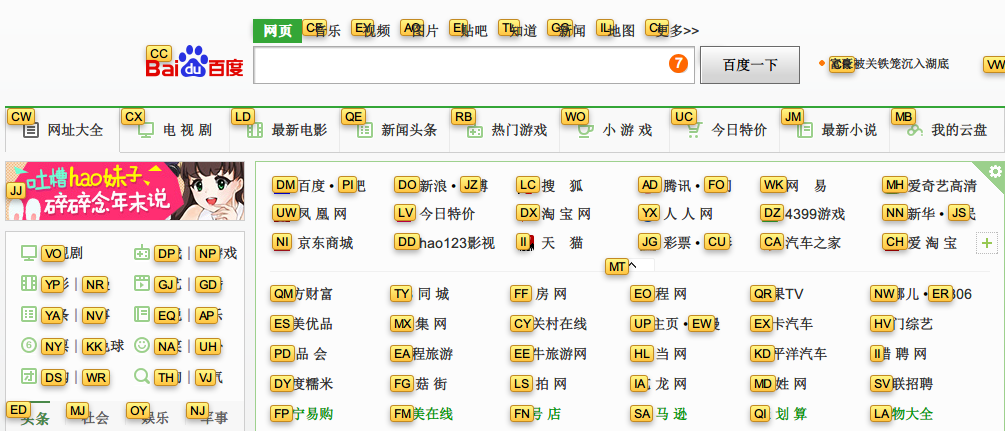 网页 CE 音乐 EY 视频 AO 图片 EI 贴吧 TL 知道 GS 新闻 IL 地图 CL 更多>>
CC Baidu百度 7 百度一下 被关铁笼沉入湖底 VW
CW 网址大全 CX 电视剧 LD 最新电影 QE 新闻头条 RB 热门游戏 WO 小游戏 UC 今日特价 JM 最新小说 MB 我的云盘
JJ 吐槽hao妹子、
碎碎念年末说
DM 百度 • PI 吧 DO 新浪 • JZ 博 LC 搜 狐 AD 腾讯 • FO WK 网 易 MH 爱奇艺高清
UW 凤凰网 LV 今日特价 DX 淘宝网 YX 人人网 DZ 4399游戏 NN 新华 • JS 民
NI 京东商城 DD hao123影视 II 天 猫 JG 彩票 • CU CA 汽车之家 CH 爱淘宝
MT
QM 方财富 TY 同城 FF 房网 EO 程网 QR 果TV NW 哪儿 • ER 306
ES 美优品 MX 集网 CY 关村在线 UP 主页 • EW 漫 EX 卡汽车 HV 门综艺
PD 品会 EA 程旅游 EE 牛旅游网 HL 当网 KD 平洋汽车 II 聘网
DY 度糯米 FG 菇街 LS 拍网 IA 龙网 MD 姓网 SV 联招聘
FP 宁易购 FM 美在线 FN 号店 SA 马逊 QI 划算 LA 物大全
VO 视剧 DP | NP 游戏
YP 影 | NR GJ | GD
YA 条 | NV EQ | AP 乐
NY 票 | KK 色球 NA | UH
DS | WR TH | VJ 气
ED 头条 MJ 社会 OY 娱乐 NJ 军事